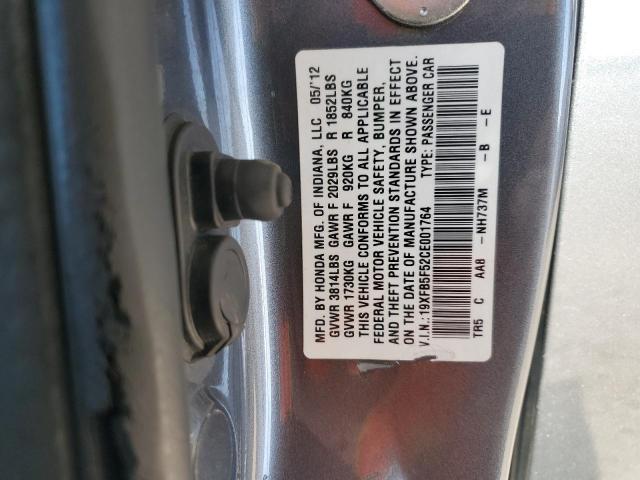 MFD. BY HONDA MFG. OF INDIANA, LLC 05/'12
GVWR 3814LBS GAWR F 2029LBS R 1852LBS
GVWR 1730KG GAWR F 920KG R 840KG
THIS VEHICLE CONFORMS TO ALL APPLICABLE
FEDERAL MOTOR VEHICLE SAFETY, BUMPER,
AND THEFT PREVENTION STANDARDS IN EFFECT
ON THE DATE OF MANUFACTURE SHOWN ABOVE.
V.I.N.: 19XFB5F52CE001764 TYPE: PASSENGER CAR
TR5 C AA8 -NH737M -B -E